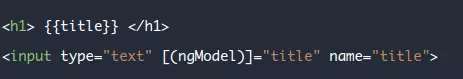 <h1> {{title}} </h1>
<input type="text" [(ngModel)]="title" name="title">